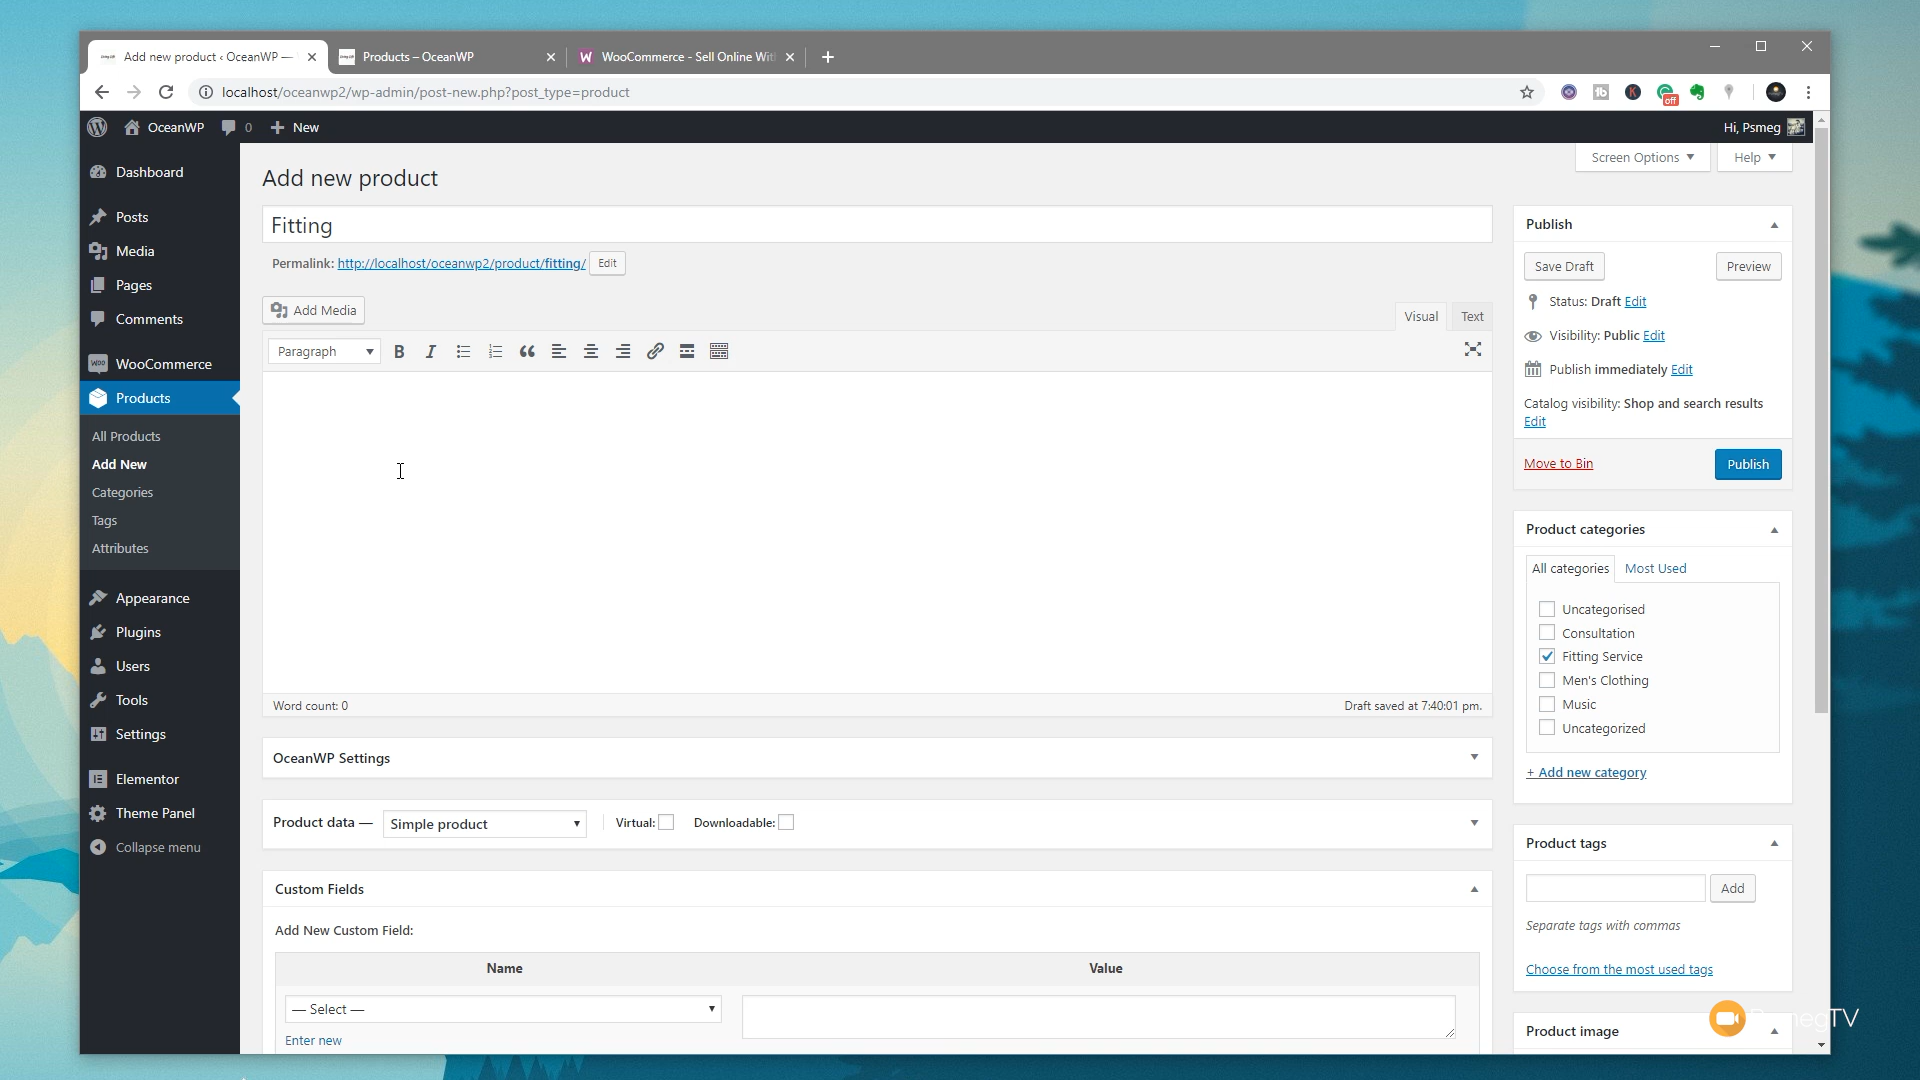 Add new product ‹ OceanWP —
Products – OceanWP
WooCommerce - Sell Online Wit
localhost/oceanwp2/wp-admin/post-new.php?post_type=product
off
OceanWP
0
New
Hi, Psmeg
Screen Options
Help
Dashboard
Posts
Media
Pages
Comments
WooCommerce
Products
All Products
Add New
Categories
Tags
Attributes
Appearance
Plugins
Users
Tools
Settings
Elementor
Theme Panel
Collapse menu
Add new product
Fitting
Permalink: http://localhost/oceanwp2/product/fitting/ Edit
Add Media
Visual Text
Paragraph
Word count: 0
Draft saved at 7:40:01 pm.
OceanWP Settings
Product data — Simple product Virtual: Downloadable:
Custom Fields
Add New Custom Field:
Name Value
— Select —
Enter new
Publish
Save Draft Preview
Status: Draft Edit
Visibility: Public Edit
Publish immediately Edit
Catalog visibility: Shop and search results
Edit
Move to Bin Publish
Product categories
All categories Most Used
Uncategorised
Consultation
Fitting Service
Men's Clothing
Music
Uncategorized
+ Add new category
Product tags
Add
Separate tags with commas
Choose from the most used tags
Product image